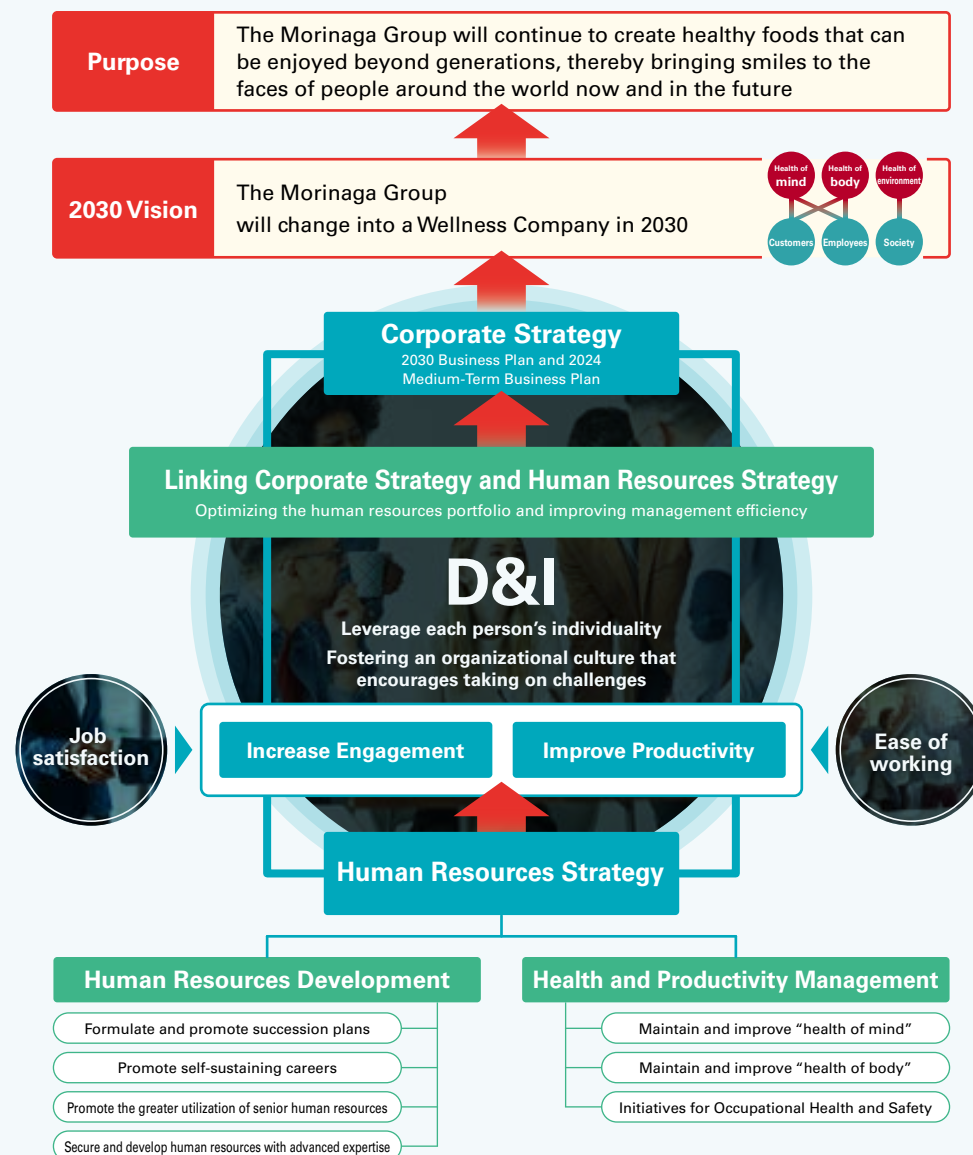 Purpose
The Morinaga Group will continue to create healthy foods that can
be enjoyed beyond generations, thereby bringing smiles to the
faces of people around the world now and in the future
2030 Vision
The Morinaga Group
will change into a Wellness Company in 2030
Health of
mind
Health of
body
Health of
environment
Customers
Employees
Society
Corporate Strategy
2030 Business Plan and 2024
Medium-Term Business Plan
Linking Corporate Strategy and Human Resources Strategy
Optimizing the human resources portfolio and improving management efficiency
D&I
Leverage each person's individuality
Fostering an organizational culture that
encourages taking on challenges
Job
satisfaction
Increase Engagement
Improve Productivity
Ease of
working
Human Resources Strategy
Human Resources Development
Formulate and promote succession plans
Promote self-sustaining careers
Promote the greater utilization of senior human resources
Secure and develop human resources with advanced expertise
Health and Productivity Management
Maintain and improve “health of mind”
Maintain and improve “health of body”
Initiatives for Occupational Health and Safety